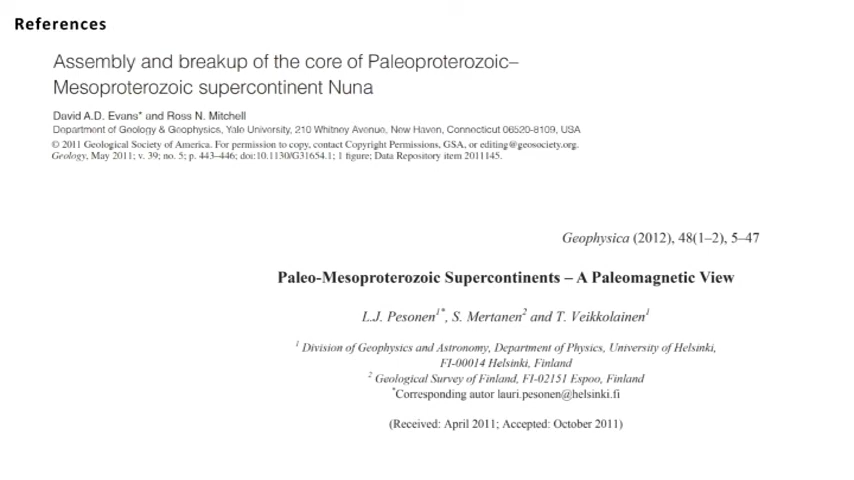 References
Assembly and breakup of the core of Paleoproterozoic–
Mesoproterozoic supercontinent Nuna
David A.D. Evans* and Ross N. Mitchell
Department of Geology & Geophysics, Yale University, 210 Whitney Avenue, New Haven, Connecticut 06520-8109, USA
© 2011 Geological Society of America. For permission to copy, contact Copyright Permissions, GSA, or editing@geosociety.org.
Geology, May 2011; v. 39; no. 5; p. 443–446; doi:10.1130/G31654.1; 1 figure; Data Repository item 2011145.
Geophysica (2012), 48(1–2), 5–47
Paleo-Mesoproterozoic Supercontinents – A Paleomagnetic View
L.J. Pesonen1*, S. Mertanen2 and T. Veikkolainen1
1 Division of Geophysics and Astronomy, Department of Physics, University of Helsinki,
FI-00014 Helsinki, Finland
2 Geological Survey of Finland, FI-02151 Espoo, Finland
*Corresponding autor lauri.pesonen@helsinki.fi
(Received: April 2011; Accepted: October 2011)